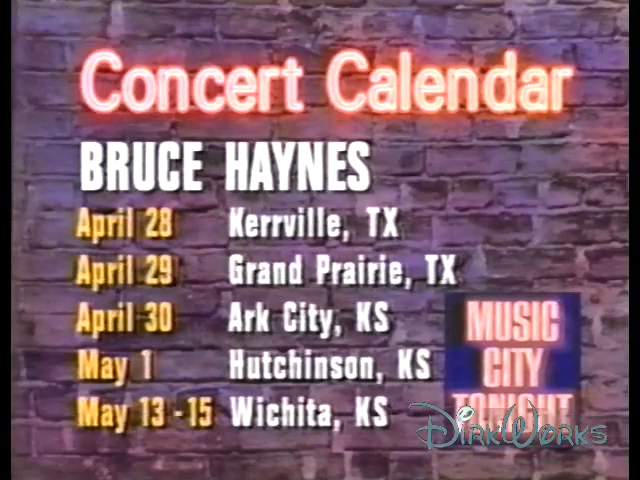 Concert Calendar
BRUCE HAYNES
April 28 Kerrville, TX
April 29 Grand Prairie, TX
April 30 Ark City, KS
May 1 Hutchinson, KS
May 13-15 Wichita, KS
MUSIC
CITY
TONIGHT
DIRKWORKS